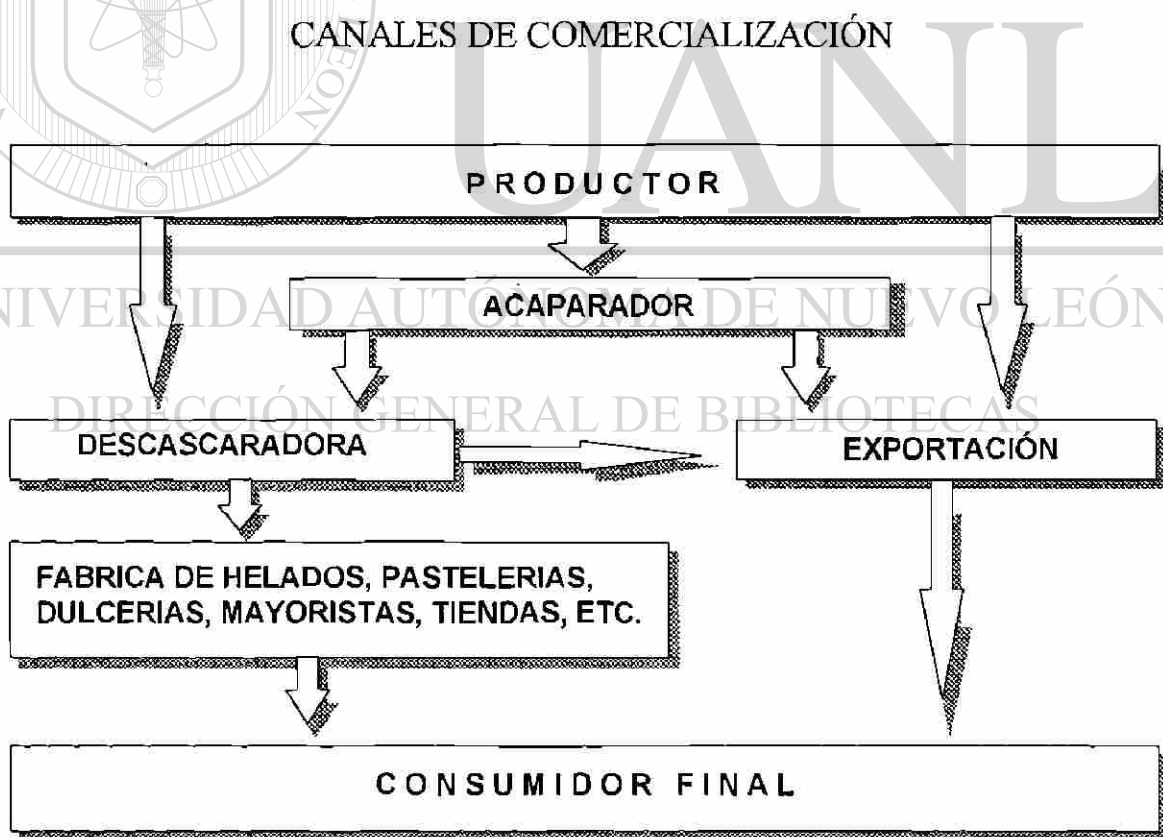 CANALES DE COMERCIALIZACIÓN
UANL
EON
PRODUCTOR
ACAPARADOR
UNIVERSIDAD AUTÓNOMA DE NUEVO LEÓN
DIRECCIÓN GENERAL DE BIBLIOTECAS
DESCASCARADORA
EXPORTACIÓN
FABRICA DE HELADOS, PASTELERIAS,
DULCERIAS, MAYORISTAS, TIENDAS, ETC.
CONSUMIDOR FINAL